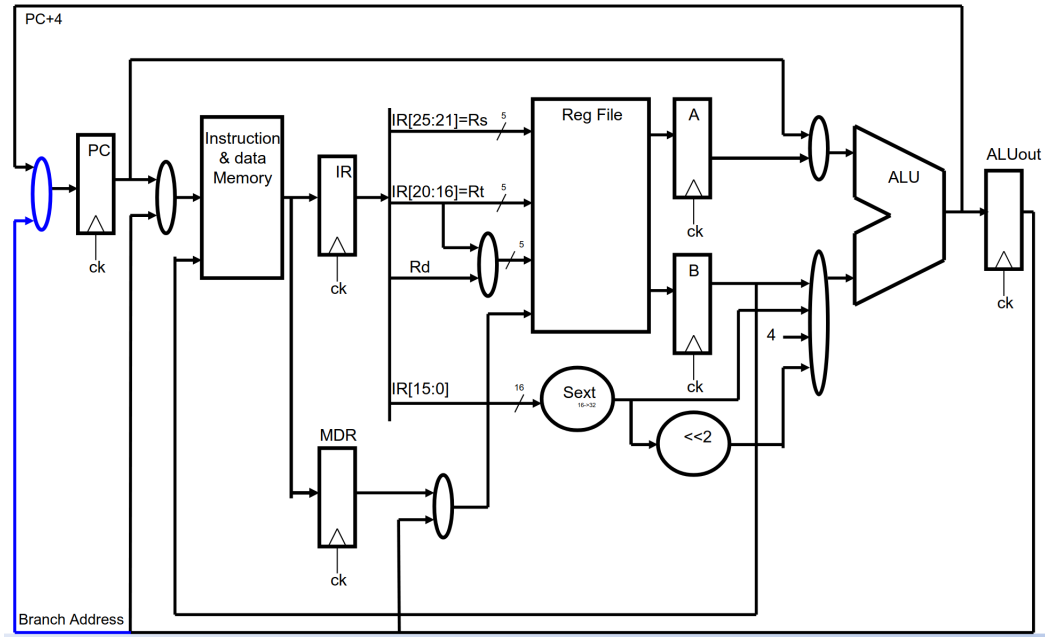 PC+4
IR[25:21]=Rs
5
Reg File
A
PC
Instruction
& data
Memory
IR
ALU
ALUout
IR[20:16]=Rt
5
ck
5
ck
Rd
B
ck
ck
ck
4
ck
IR[15:0]
16
Sext
16->32
MDR
<<2
ck
Branch Address